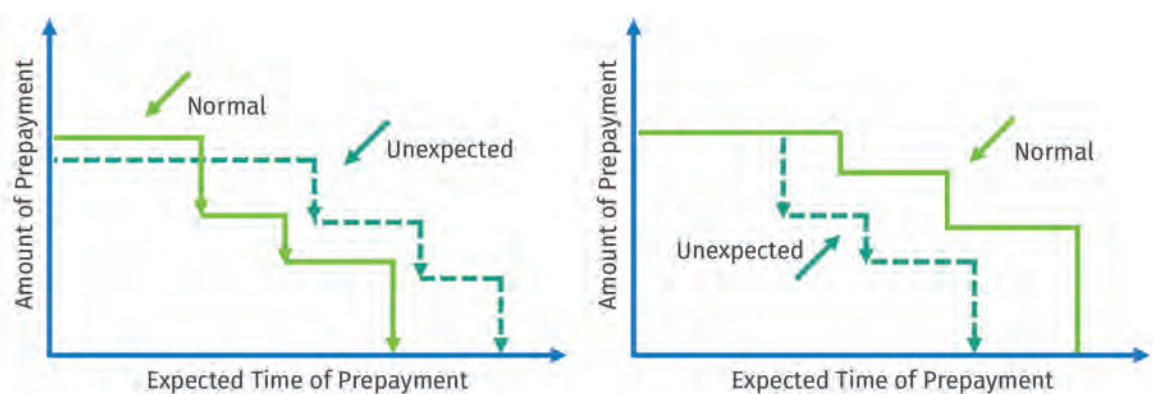 Amount of Prepayment
Normal
Unexpected
Expected Time of Prepayment
Amount of Prepayment
Normal
Unexpected
Expected Time of Prepayment